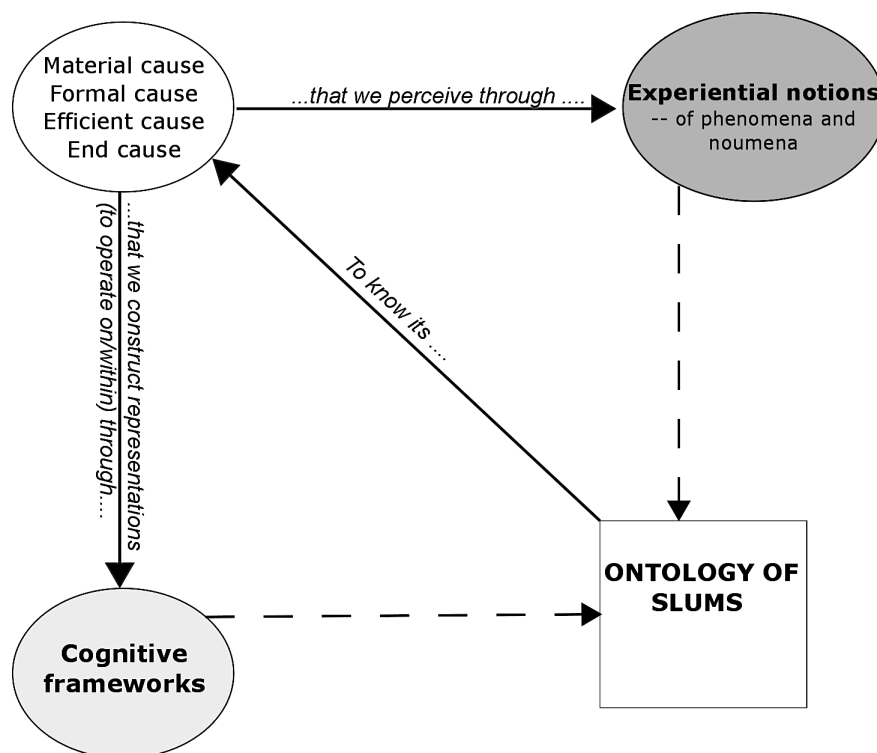 Material cause
Formal cause
Efficient cause
End cause
...that we perceive through ....
Experiential notions
-- of phenomena and
noumena
...that we construct representations
(to operate on/within) through....
To know its ....
ONTOLOGY OF
SLUMS
Cognitive
frameworks